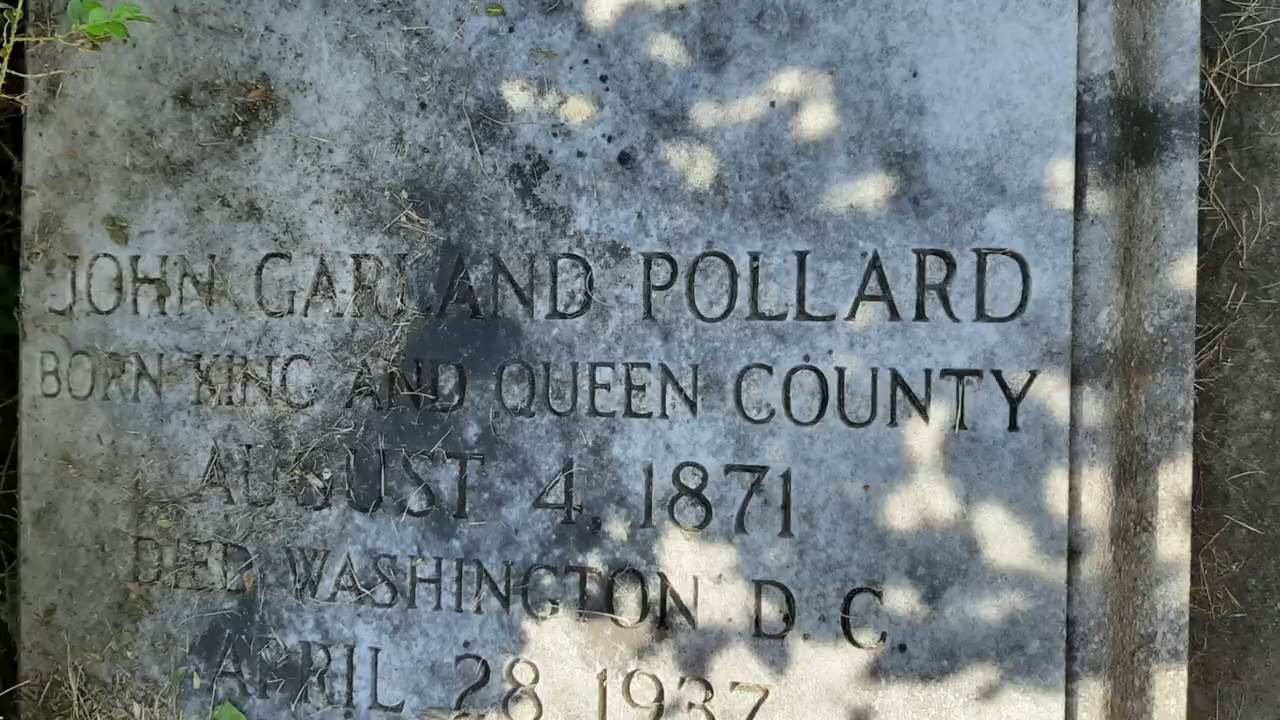 JOHN GARLAND POLLARD
BORN KING AND QUEEN COUNTY
AUGUST 4, 1871
DIED WASHINGTON D. C.
APRIL 28 1937